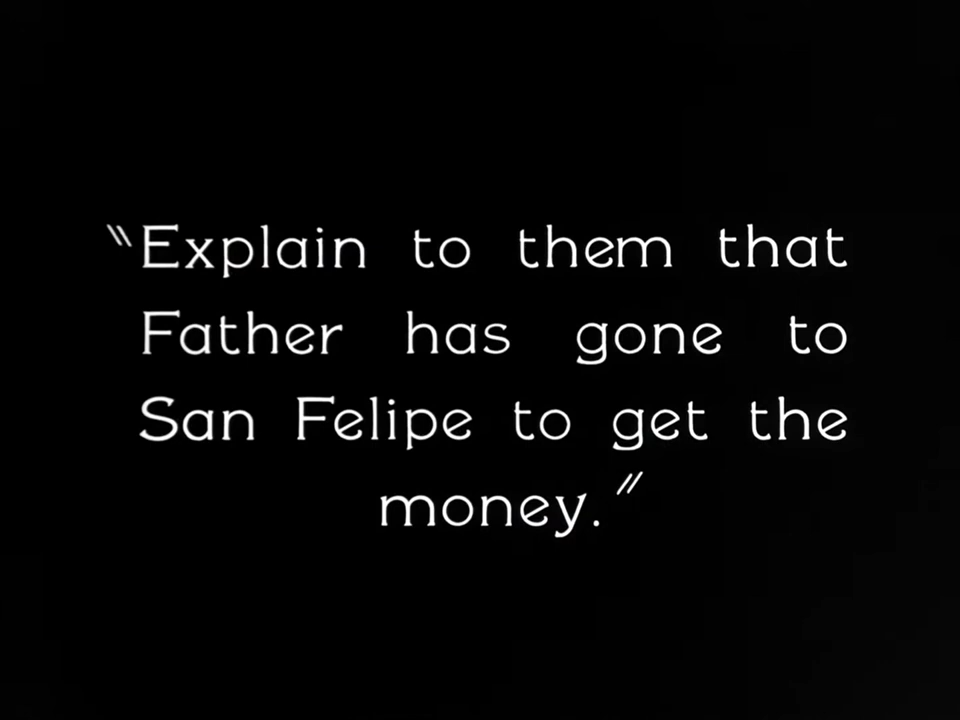 "Explain to them that
Father has gone to
San Felipe to get the
money."